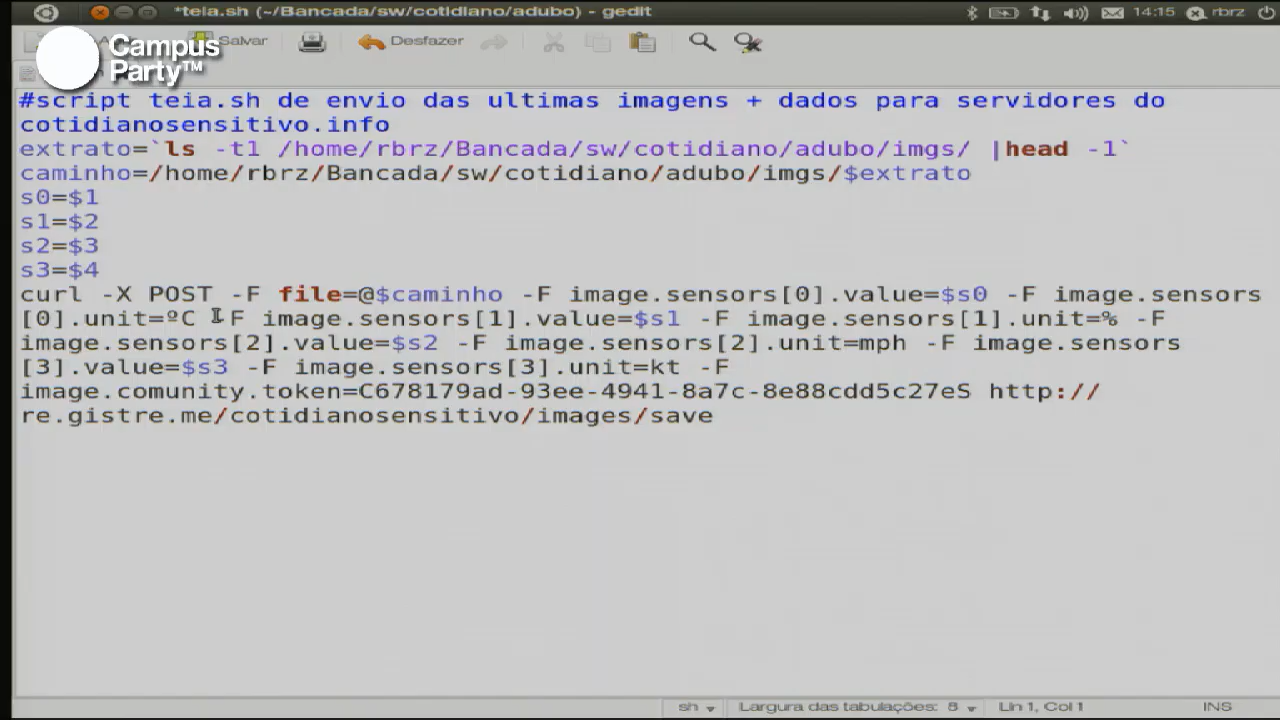 *teia.sh (~/Bancada/sw/cotidiano/adubo) - gedit
14:15
rbrz
Campus
Party™
Salvar
Desfazer
#script teia.sh de envio das ultimas imagens + dados para servidores do
cotidianosensitivo.info
extrato=`ls -t1 /home/rbrz/Bancada/sw/cotidiano/adubo/imgs/ |head -1`
caminho=/home/rbrz/Bancada/sw/cotidiano/adubo/imgs/$extrato
s0=$1
s1=$2
s2=$3
s3=$4
curl -X POST -F file=@$caminho -F image.sensors[0].value=$s0 -F image.sensors
[0].unit=ºC -F image.sensors[1].value=$s1 -F image.sensors[1].unit=% -F
image.sensors[2].value=$s2 -F image.sensors[2].unit=mph -F image.sensors
[3].value=$s3 -F image.sensors[3].unit=kt -F
image.comunity.token=C678179ad-93ee-4941-8a7c-8e88cdd5c27eS http://
re.gistre.me/cotidianosensitivo/images/save
sh
Largura das tabulações: 8
Lin 1, Col 1
INS